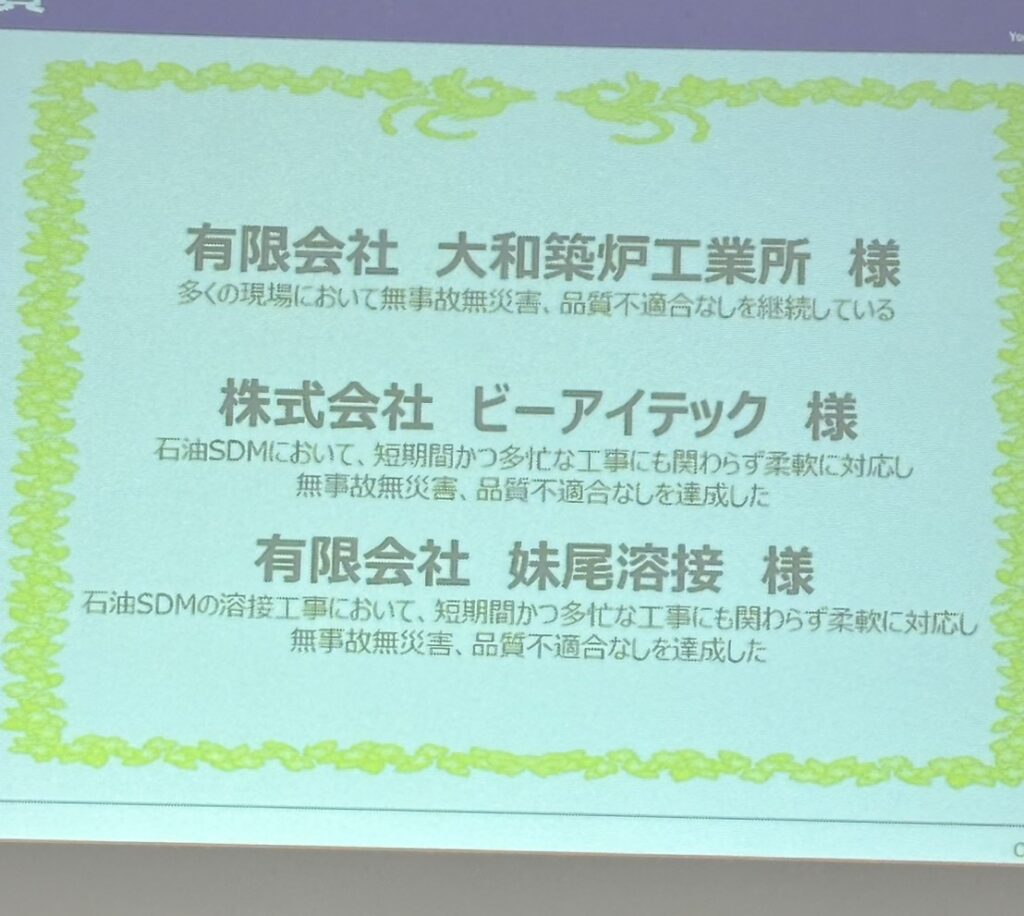 有限会社 大和築炉工業所 様
多くの現場において無事故無災害、品質不適合なしを継続している
株式会社 ビーアイテック 様
石油SDMにおいて、短期間かつ多忙な工事にも関わらず柔軟に対応し
無事故無災害、品質不適合なしを達成した
有限会社 妹尾溶接 様
石油SDMの溶接工事において、短期間かつ多忙な工事にも関わらず柔軟に対応し
無事故無災害、品質不適合なしを達成した